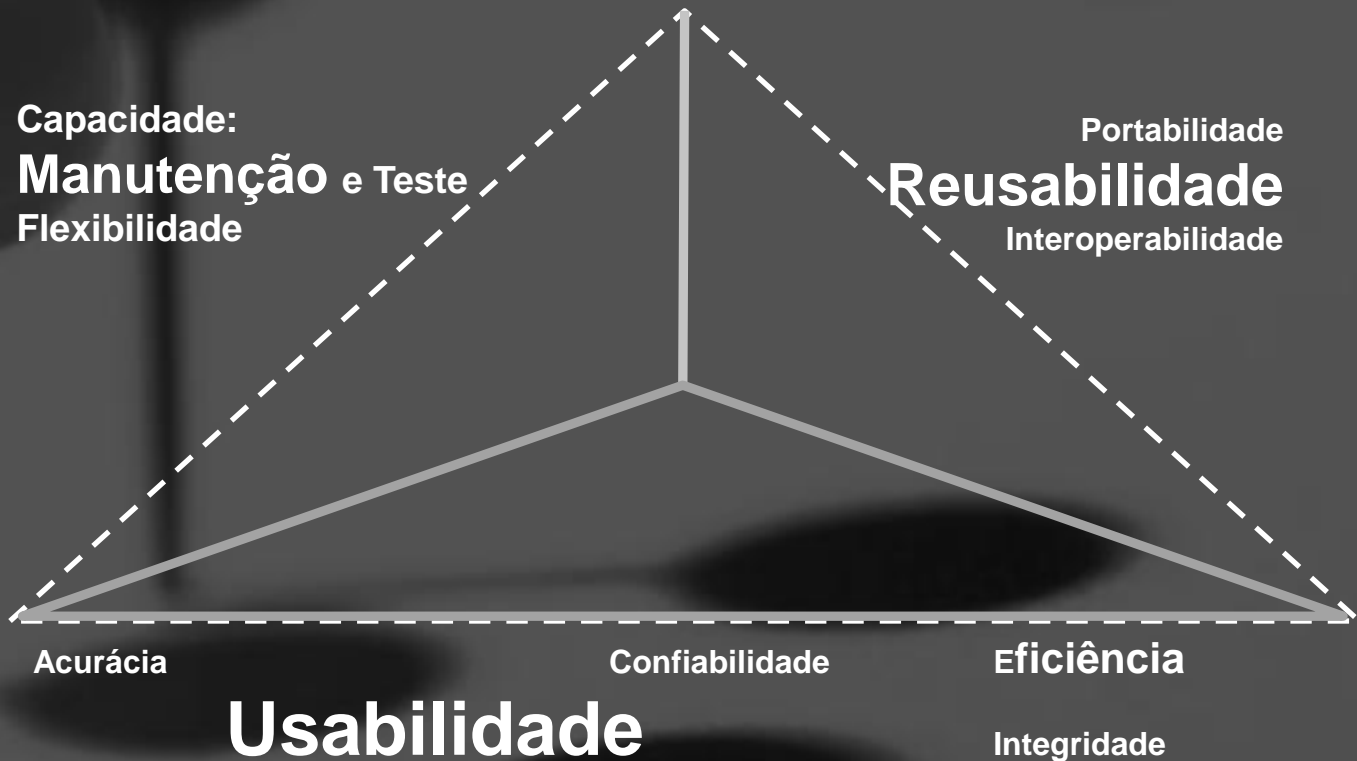 Capacidade:
Manutenção e Teste
Flexibilidade
Portabilidade
Reusabilidade
Interoperabilidade
Acurácia
Confiabilidade
Eficiência
Usabilidade
Integridade